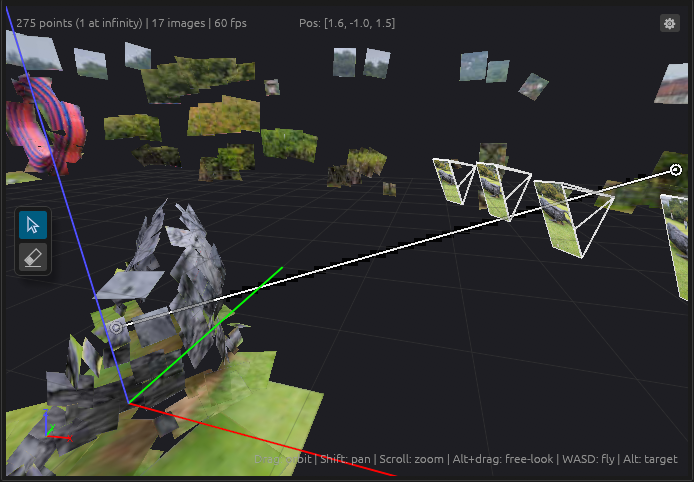 275 points (1 at infinity) | 17 images | 60 fps
Pos: [1.6, -1.0, 1.5]
Y
orbit | Shift: pan | Scroll: zoom | Alt+drag: free-look | WASD: fly | Alt: target